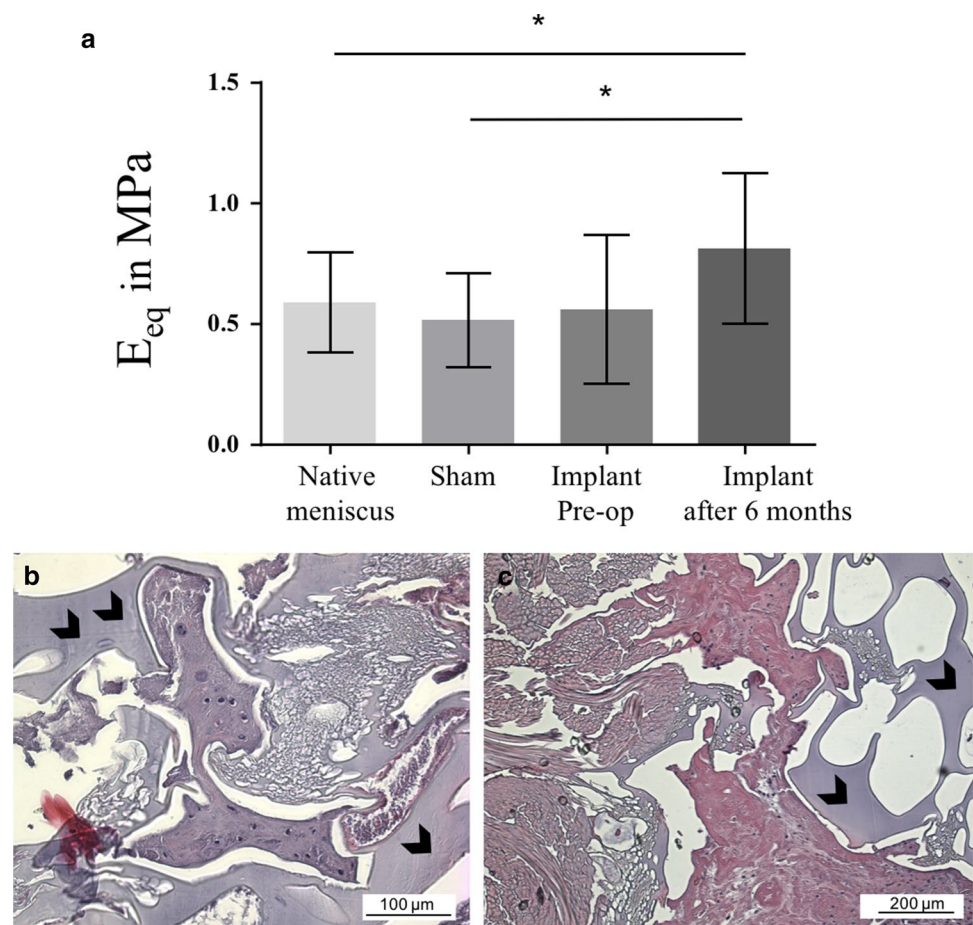 a
*
*
1.5
1.0
0.5
0.0
E_eq in MPa
Native meniscus
Sham
Implant Pre-op
Implant after 6 months
b
100 µm
c
200 µm